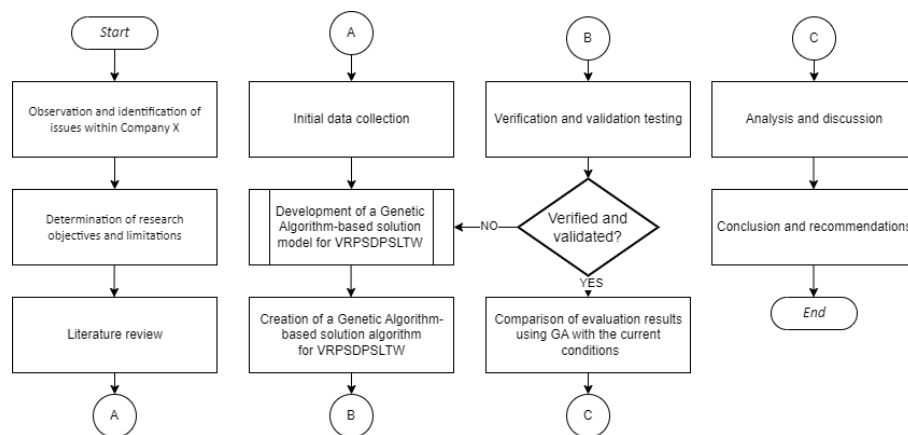 Start
Observation and identification of
issues within Company X
Determination of research
objectives and limitations
Literature review
A
A
Initial data collection
Development of a Genetic
Algorithm-based solution
model for VRPSDPSLTW
Creation of a Genetic Algorithm-
based solution algorithm
for VRPSDPSLTW
B
B
Verification and validation testing
Verified and
validated?
NO
YES
Comparison of evaluation results
using GA with the current
conditions
C
C
Analysis and discussion
Conclusion and recommendations
End